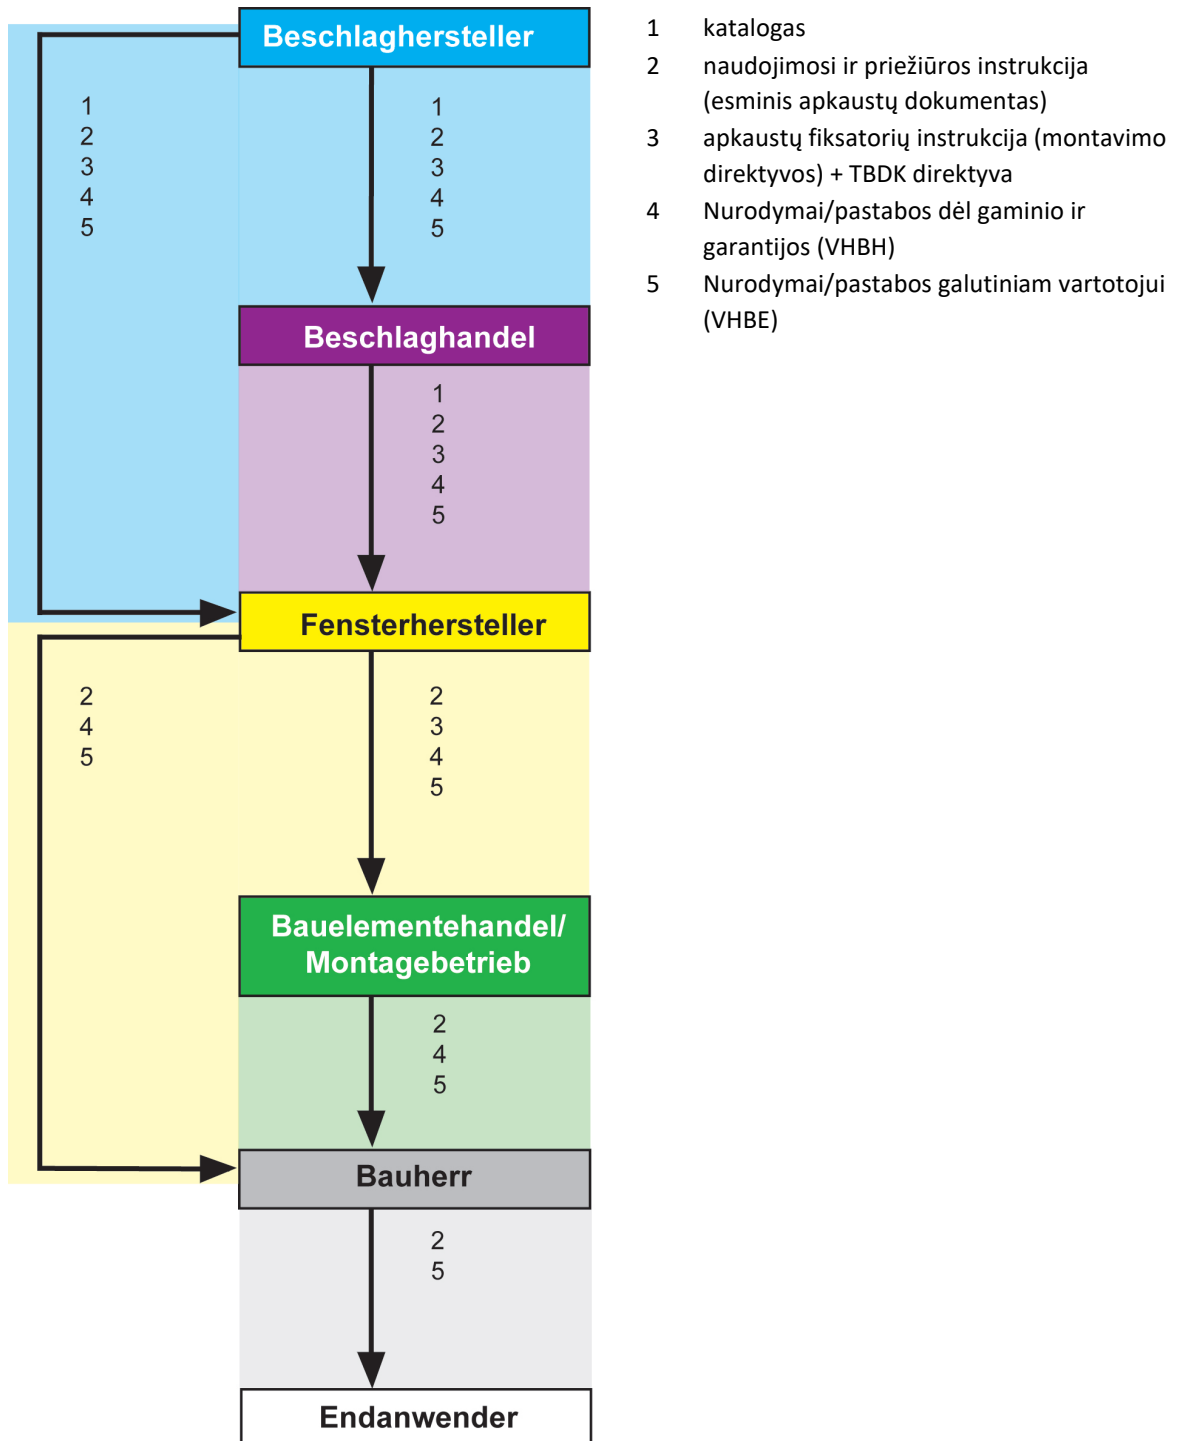 Beschlaghersteller
1
2
3
4
5
1
2
3
4
5
Beschlaghandel
1
2
3
4
5
Fensterhersteller
2
4
5
2
3
4
5
Bauelementehandel/
Montagebetrieb
2
4
5
Bauherr
2
5
Endanwender
1 katalogas
2 naudojimosi ir priežiūros instrukcija
(esminis apkaustų dokumentas)
3 apkaustų fiksatorių instrukcija (montavimo
direktyvos) + TBDK direktyva
4 Nurodymai/pastabos dėl gaminio ir
garantijos (VHBH)
5 Nurodymai/pastabos galutiniam vartotojui
(VHBE)